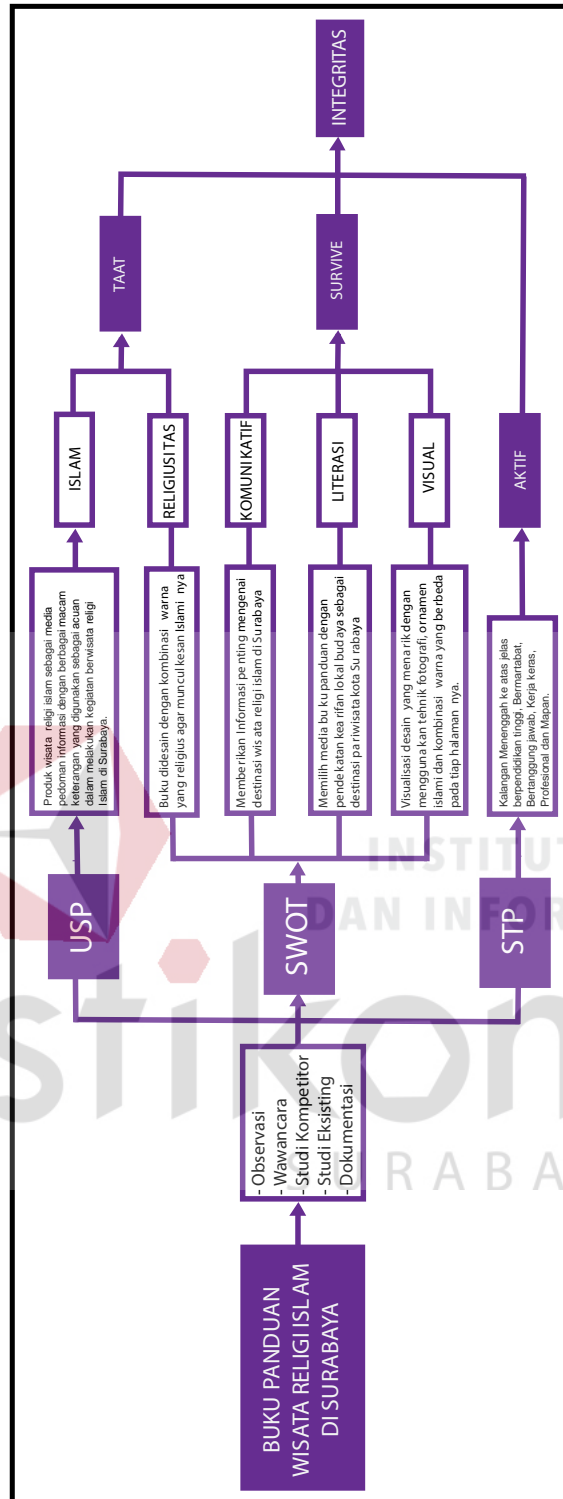 BUKU PANDUAN
WISATA RELIGI ISLAM
DI SURABAYA
- Observasi
- Wawancara
- Studi Kompetitor
- Studi Eksisting
- Dokumentasi
USP
SWOT
STP
Produk wisata religi islam sebagai media
pedoman informasi dengan berbagai macam
keterangan yang digunakan sebagai acuan
dalam melakukan kegiatan berwisata religi
Islam di Surabaya.
Buku didesain dengan kombinasi warna
yang religius agar muncul kesan Islami nya
Memberikan Informasi penting mengenai
destinasi wisata religi islam di Surabaya
Memilih media buku panduan dengan
pendekatan kearifan lokal budaya sebagai
destinasi pariwisata kota Surabaya
Visualisasi desain yang menarik dengan
menggunakan tehnik fotografi, ornamen
islami dan kombinasi warna yang berbeda
pada tiap halaman nya.
Kalangan Menenggah ke atas jelas
berpendidikan tinggi, Bermartabat,
Bertanggung jawab, Kerja keras,
Profesional dan Mapan.
ISLAM
RELIGIUSITAS
KOMUNIKATIF
LITERASI
VISUAL
TAAT
SURVIVE
AKTIF
INTEGRITAS
INSTITUT
DAN INFOR
stikom
SURABA